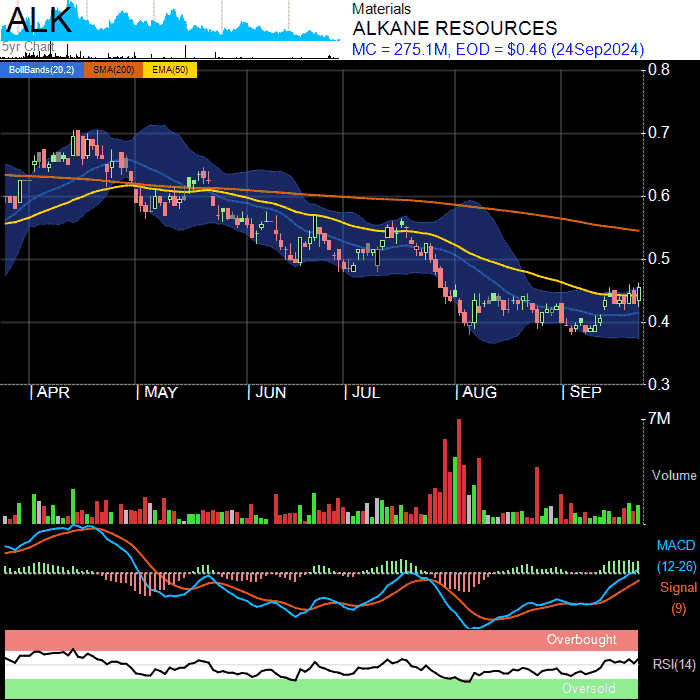 ALK
5yr Chart
Materials
ALKANE RESOURCES
MC = 275.1M, EOD = $0.46 (24Sep2024)
BollBands(20,2) SMA(200) EMA(50)
0.8
0.7
0.6
0.5
0.4
0.3
APR MAY JUN JUL AUG SEP
7M
Volume
MACD
(12-26)
Signal
(9)
Overbought
RSI(14)
Oversold